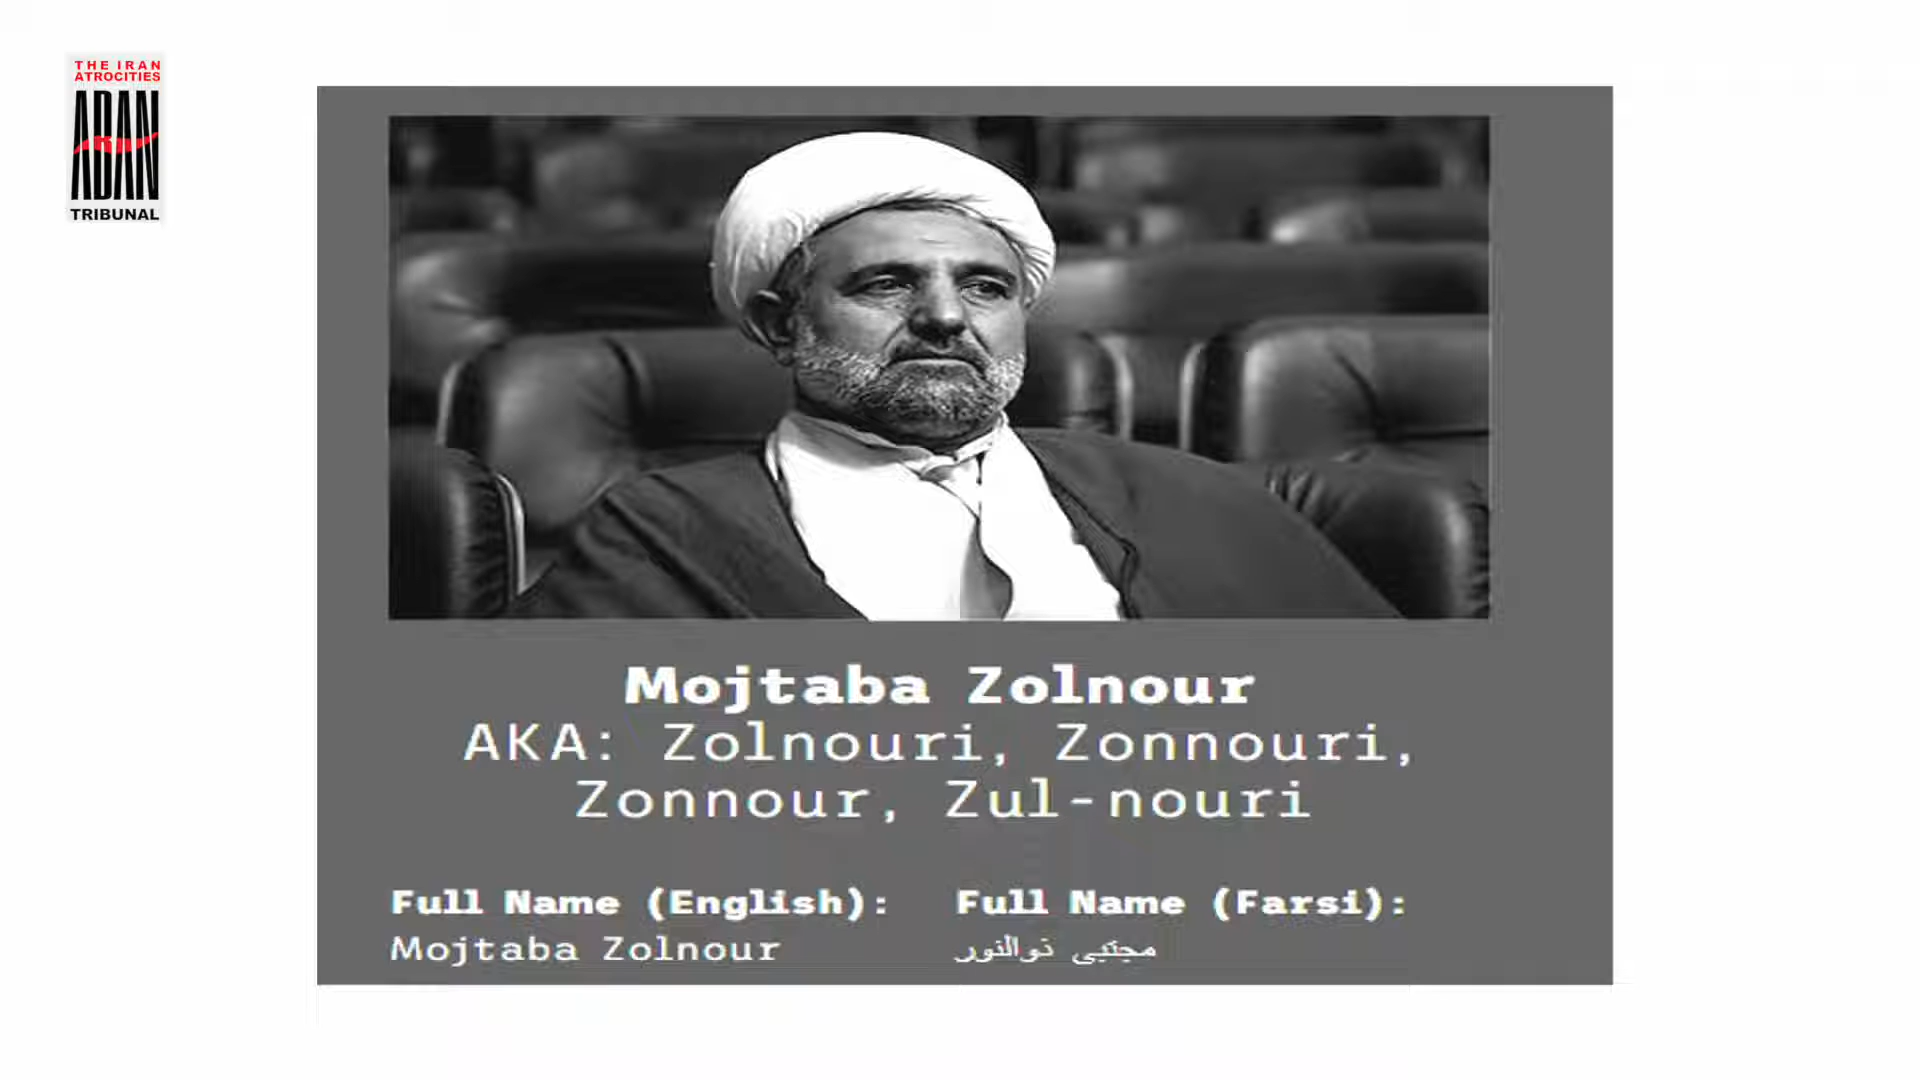 THE IRAN
ATROCITIES
ABAN
TRIBUNAL
Mojtaba Zolnour
AKA: Zolnouri, Zonnouri,
Zonnour, Zul-nouri
Full Name (English): Full Name (Farsi):
Mojtaba Zolnour مجتبی ذوالنور